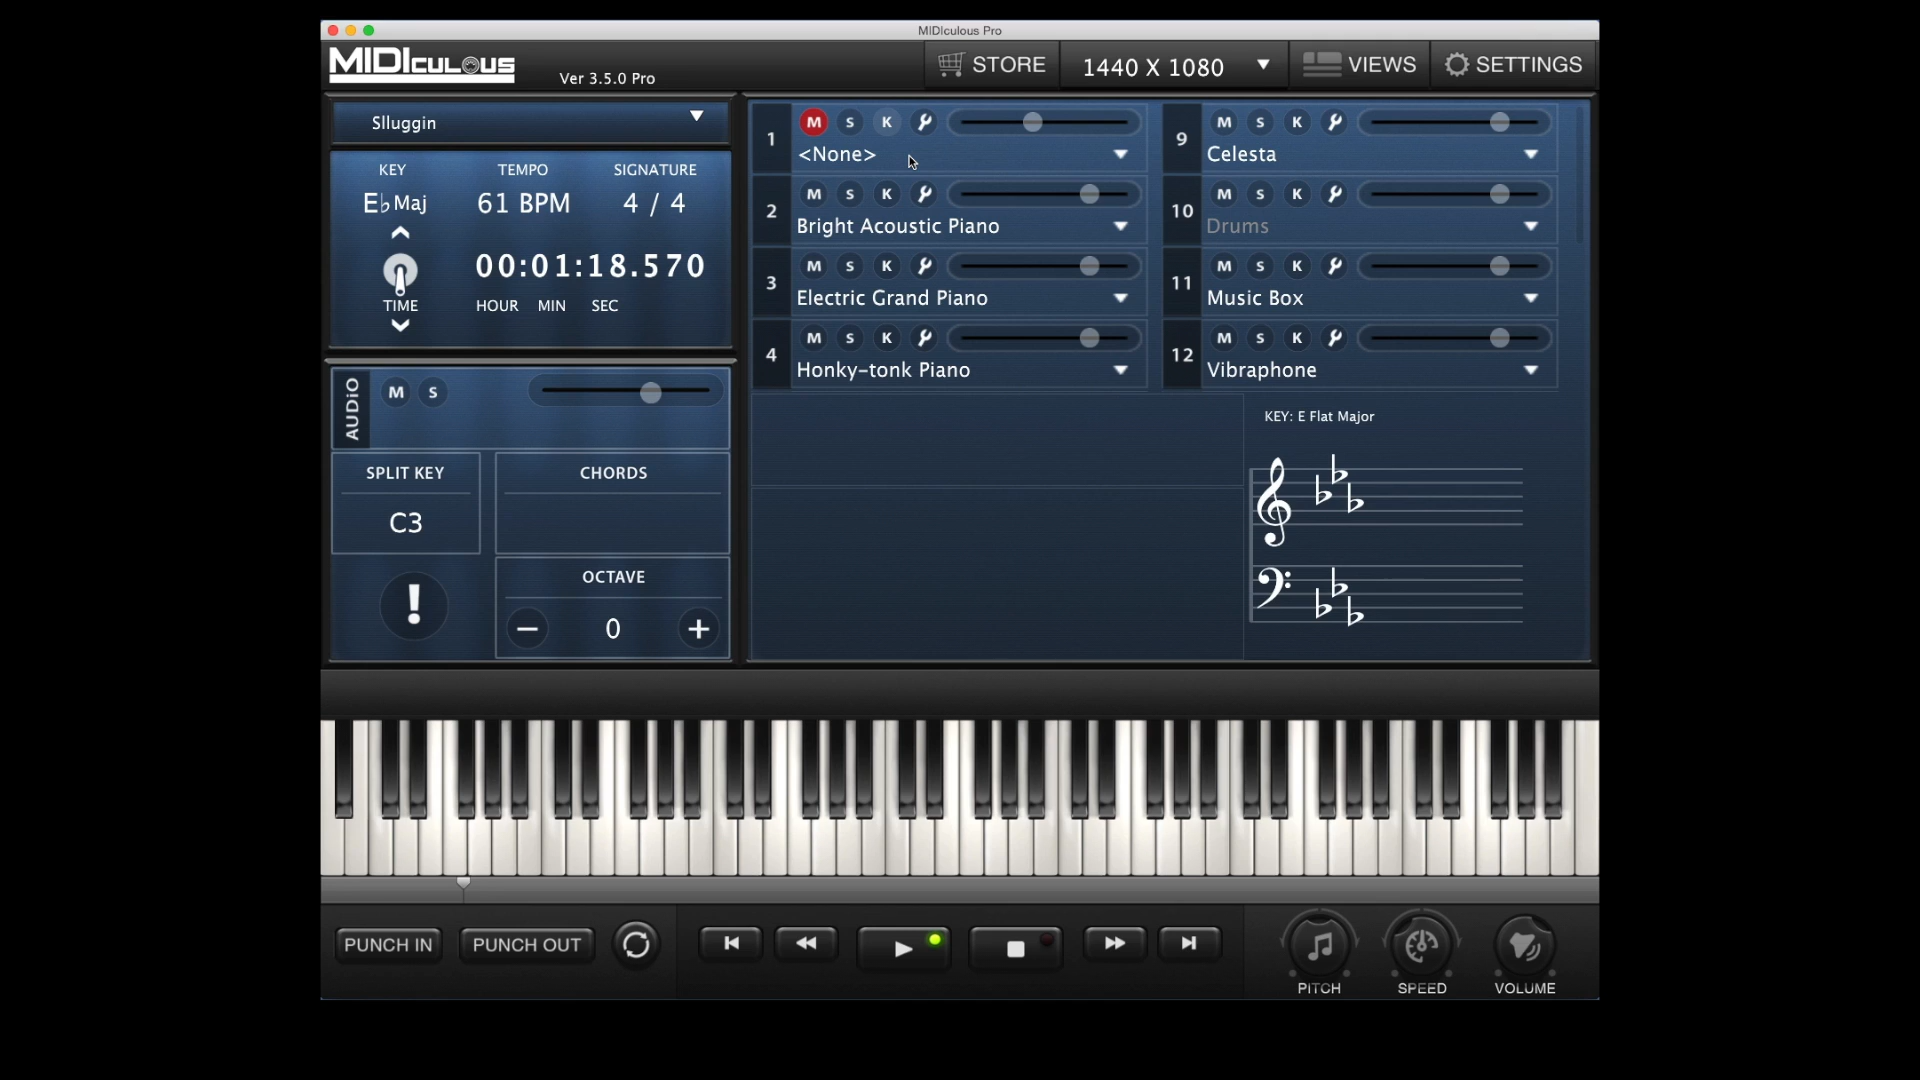 MIDIculous Pro
MIDIculous
Ver 3.5.0 Pro
STORE
1440 X 1080
VIEWS
SETTINGS
Slluggin
KEY
TEMPO
SIGNATURE
E♭Maj
61 BPM
4 / 4
00:01:18.570
TIME
HOUR
MIN
SEC
AUDiO
M
S
SPLIT KEY
C3
CHORDS
!
OCTAVE
− 0 +
1
M S K
<None>
2
M S K
Bright Acoustic Piano
3
M S K
Electric Grand Piano
4
M S K
Honky-tonk Piano
9
M S K
Celesta
10
M S K
Drums
11
M S K
Music Box
12
M S K
Vibraphone
KEY: E Flat Major
PUNCH IN
PUNCH OUT
PITCH
SPEED
VOLUME